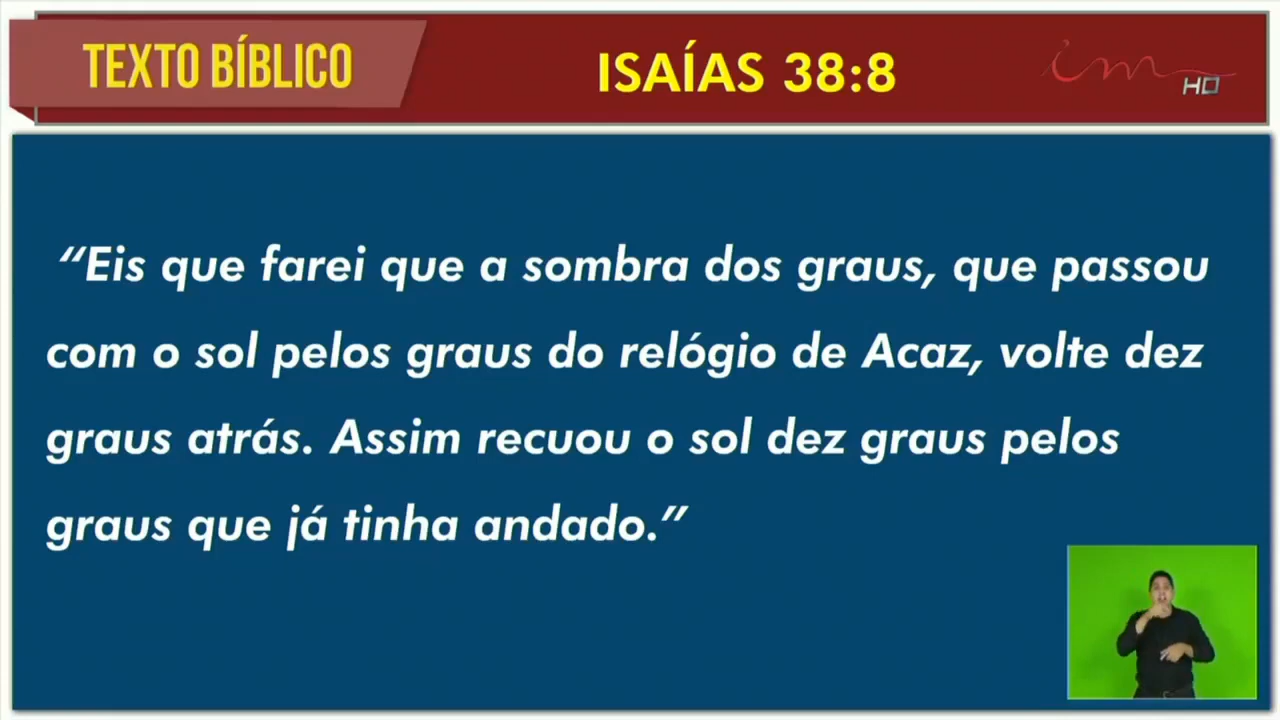 TEXTO BÍBLICO
ISAÍAS 38:8
im
HD
“Eis que farei que a sombra dos graus, que passou
com o sol pelos graus do relógio de Acaz, volte dez
graus atrás. Assim recuou o sol dez graus pelos
graus que já tinha andado.”